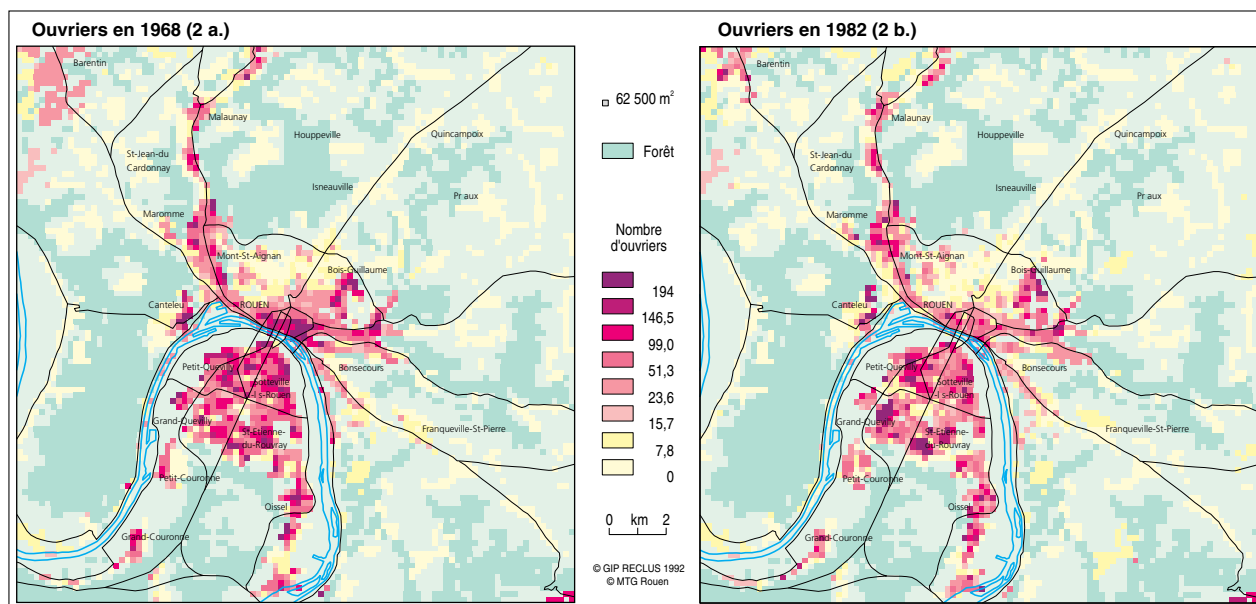 Ouvriers en 1968 (2 a.)
Barentin
Malaunay
Houppeville
Quincampoix
St-Jean-du
Cardonnay
Isneauville
Pr aux
Maromme
Mont-St-Aignan
Bois-Guillaume
Canteleu
ROUEN
Petit-Quevilly
Bonsecours
Sotteville
-l s-Rouen
Grand-Quevilly
St-Etienne-
du-Rouvray
Franqueville-St-Pierre
Petit-Couronne
Oissel
Grand-Couronne
62 500 m²
Forêt
Nombre
d'ouvriers
194
146,5
99,0
51,3
23,6
15,7
7,8
0
0 km 2
© GIP RECLUS 1992
© MTG Rouen
Ouvriers en 1982 (2 b.)
Barentin
Malaunay
Houppeville
Quincampoix
St-Jean-du
Cardonnay
Isneauville
Pr aux
Maromme
Mont-St-Aignan
Bois-Guillaume
Canteleu
ROUEN
Petit-Quevilly
Bonsecours
Sotteville
-l s-Rouen
Grand-Quevilly
St-Etienne-
du-Rouvray
Franqueville-St-Pierre
Petit-Couronne
Oissel
Grand-Couronne